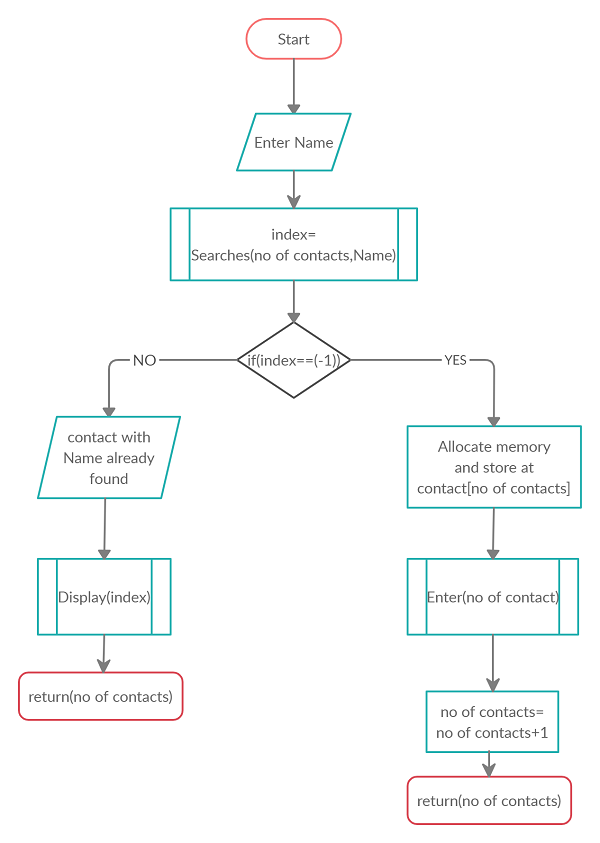 Start
Enter Name
index=
Searches(no of contacts,Name)
if(index==(-1))
NO
YES
contact with
Name already
found
Display(index)
return(no of contacts)
Allocate memory
and store at
contact[no of contacts]
Enter(no of contact)
no of contacts=
no of contacts+1
return(no of contacts)